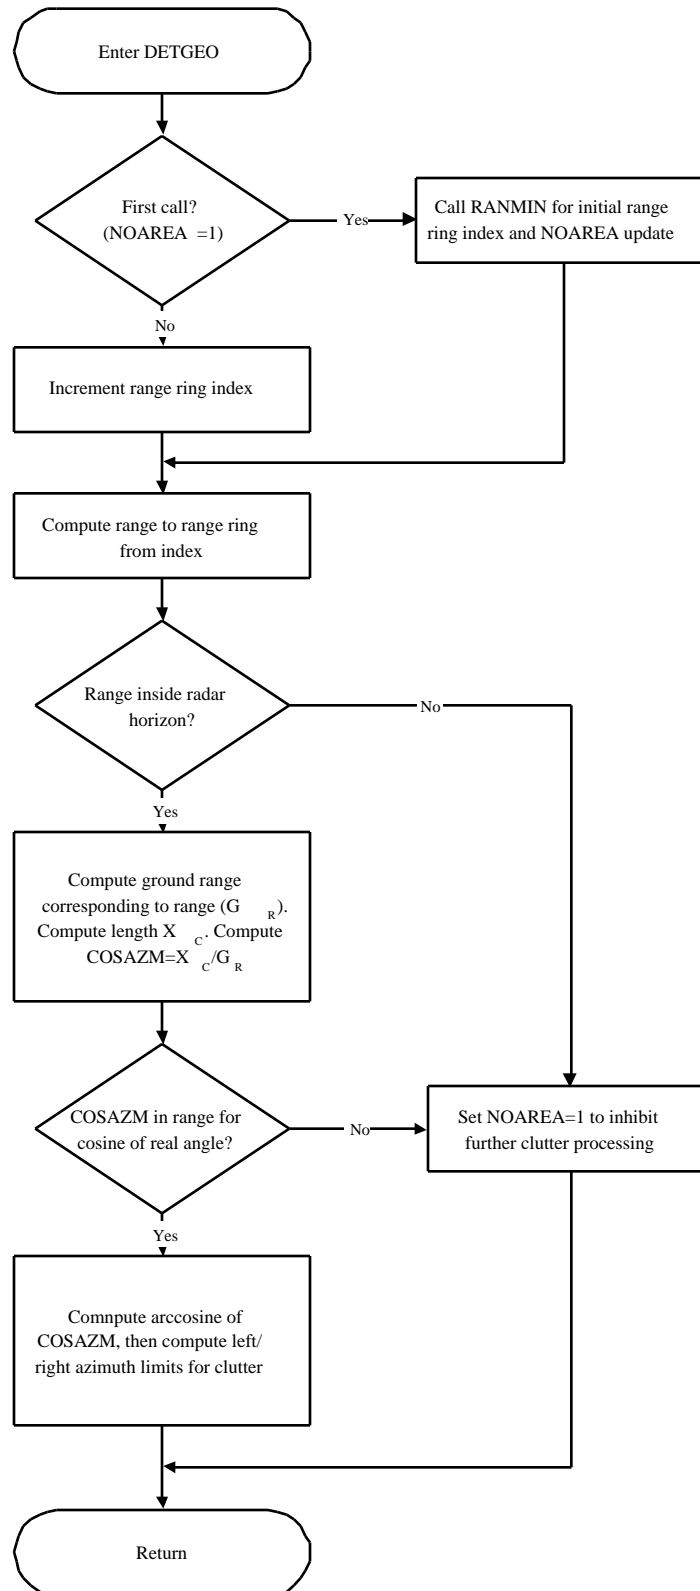 Enter DETGEO
First call?
(NOAREA =1)
Yes
Call RANMIN for initial range
ring index and NOAREA update
No
Increment range ring index
Compute range to range ring
from index
Range inside radar
horizon?
No
Yes
Compute ground range
corresponding to range (G R).
Compute length X C. Compute
COSAZM=X C/G R
COSAZM in range for
cosine of real angle?
No
Set NOAREA=1 to inhibit
further clutter processing
Yes
Comnpute arccosine of
COSAZM, then compute left/
right azimuth limits for clutter
Return